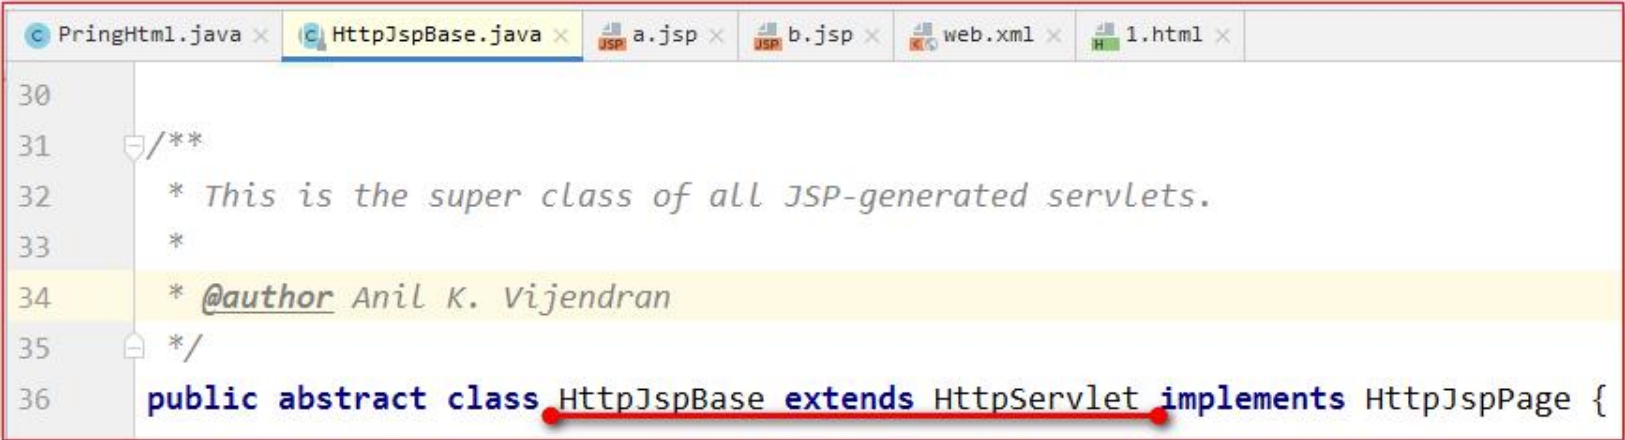 PringHtml.java HttpJspBase.java a.jsp b.jsp web.xml 1.html
30
31 /**
32 * This is the super class of all JSP-generated servlets.
33 *
34 * @author Anil K. Vijendran
35 */
36 public abstract class HttpJspBase extends HttpServlet implements HttpJspPage {